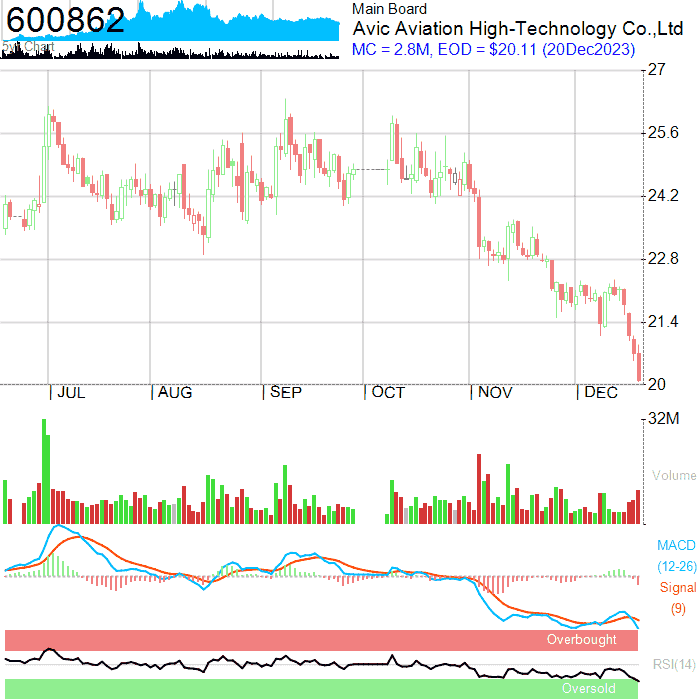 600862
5yr Chart
Main Board
Avic Aviation High-Technology Co.,Ltd
MC = 2.8M, EOD = $20.11 (20Dec2023)
27
25.6
24.2
22.8
21.4
20
JUL
AUG
SEP
OCT
NOV
DEC
32M
Volume
MACD
(12-26)
Signal
(9)
Overbought
RSI(14)
Oversold